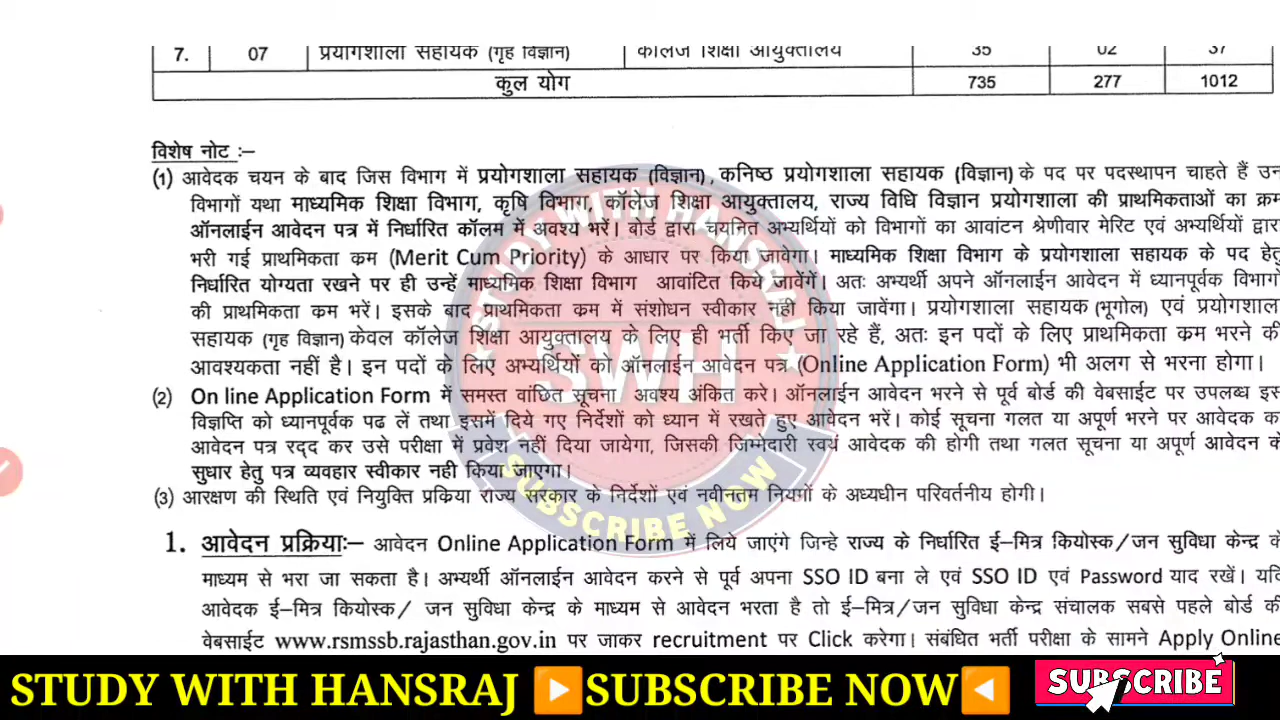 7. 07 प्रयोगशाला सहायक (गृह विज्ञान) कॉलेज शिक्षा आयुक्तालय 35 02 37
कुल योग 735 277 1012
विशेष नोट :–
(1) आवेदक चयन के बाद जिस विभाग में प्रयोगशाला सहायक (विज्ञान), कनिष्ठ प्रयोगशाला सहायक (विज्ञान) के पद पर पदस्थापन चाहते हैं उन
विभागों यथा माध्यमिक शिक्षा विभाग, कृषि विभाग, कॉलेज शिक्षा आयुक्तालय, राज्य विधि विज्ञान प्रयोगशाला की प्राथमिकताओं का क्रम
ऑनलाईन आवेदन पत्र में निर्धारित कॉलम में अवश्य भरें। बोर्ड द्वारा चयनित अभ्यर्थियों को विभागों का आवांटन श्रेणीवार मेरिट एवं अभ्यर्थियों द्वारा
भरी गई प्राथमिकता क्रम (Merit Cum Priority) के आधार पर किया जावेगा। माध्यमिक शिक्षा विभाग के प्रयोगशाला सहायक के पद हेतु
निर्धारित योग्यता रखने पर ही उन्हें माध्यमिक शिक्षा विभाग आवांटित किये जावेंगें। अतः अभ्यर्थी अपने ऑनलाईन आवेदन में ध्यानपूर्वक विभागों
की प्राथमिकता क्रम भरें। इसके बाद प्राथमिकता क्रम में संशोधन स्वीकार नही किया जावेंगा। प्रयोगशाला सहायक (भूगोल) एवं प्रयोगशाल
सहायक (गृह विज्ञान) केवल कॉलेज शिक्षा आयुक्तालय के लिए ही भर्ती किए जा रहे हैं, अतः इन पदों के लिए प्राथमिकता क्रम भरने की
आवश्यकता नहीं है। इन पदों के लिए अभ्यर्थियों को ऑनलाईन आवेदन पत्र (Online Application Form) भी अलग से भरना होगा।
(2) On line Application Form में समस्त वांछित सूचना अवश्य अंकित करे। ऑनलाईन आवेदन भरने से पूर्व बोर्ड की वेबसाईट पर उपलब्ध इस
विज्ञप्ति को ध्यानपूर्वक पढ लें तथा इसमें दिये गए निर्देशों को ध्यान में रखते हुए आवेदन भरें। कोई सूचना गलत या अपूर्ण भरने पर आवेदक का
आवेदन पत्र रद्द कर उसे परीक्षा में प्रवेश नहीं दिया जायेगा, जिसकी जिम्मेदारी स्वयं आवेदक की होगी तथा गलत सूचना या अपूर्ण आवेदन के
सुधार हेतु पत्र व्यवहार स्वीकार नही किया जाएगा।
(3) आरक्षण की स्थिति एवं नियुक्ति प्रकिया राज्य सरकार के निर्देशों एवं नवीनतम नियमों के अध्यधीन परिवर्तनीय होगी।
1. आवेदन प्रक्रियाः– आवेदन Online Application Form में लिये जाएंगे जिन्हे राज्य के निर्धारित ई–मित्र कियोस्क/जन सुविधा केन्द्र के
माध्यम से भरा जा सकता है। अभ्यर्थी ऑनलाईन आवेदन करने से पूर्व अपना SSO ID बना ले एवं SSO ID एवं Password याद रखें। यदि
आवेदक ई–मित्र कियोस्क/ जन सुविधा केन्द्र के माध्यम से आवेदन भरता है तो ई–मित्र/जन सुविधा केन्द्र संचालक सबसे पहले बोर्ड की
वेबसाईट www.rsmssb.rajasthan.gov.in पर जाकर recruitment पर Click करेगा। संबंधित भर्ती परीक्षा के सामने Apply Online
STUDY WITH HANSRAJ
SWH
SUBSCRIBE NOW
STUDY WITH HANSRAJ SUBSCRIBE NOW SUBSCRIBE